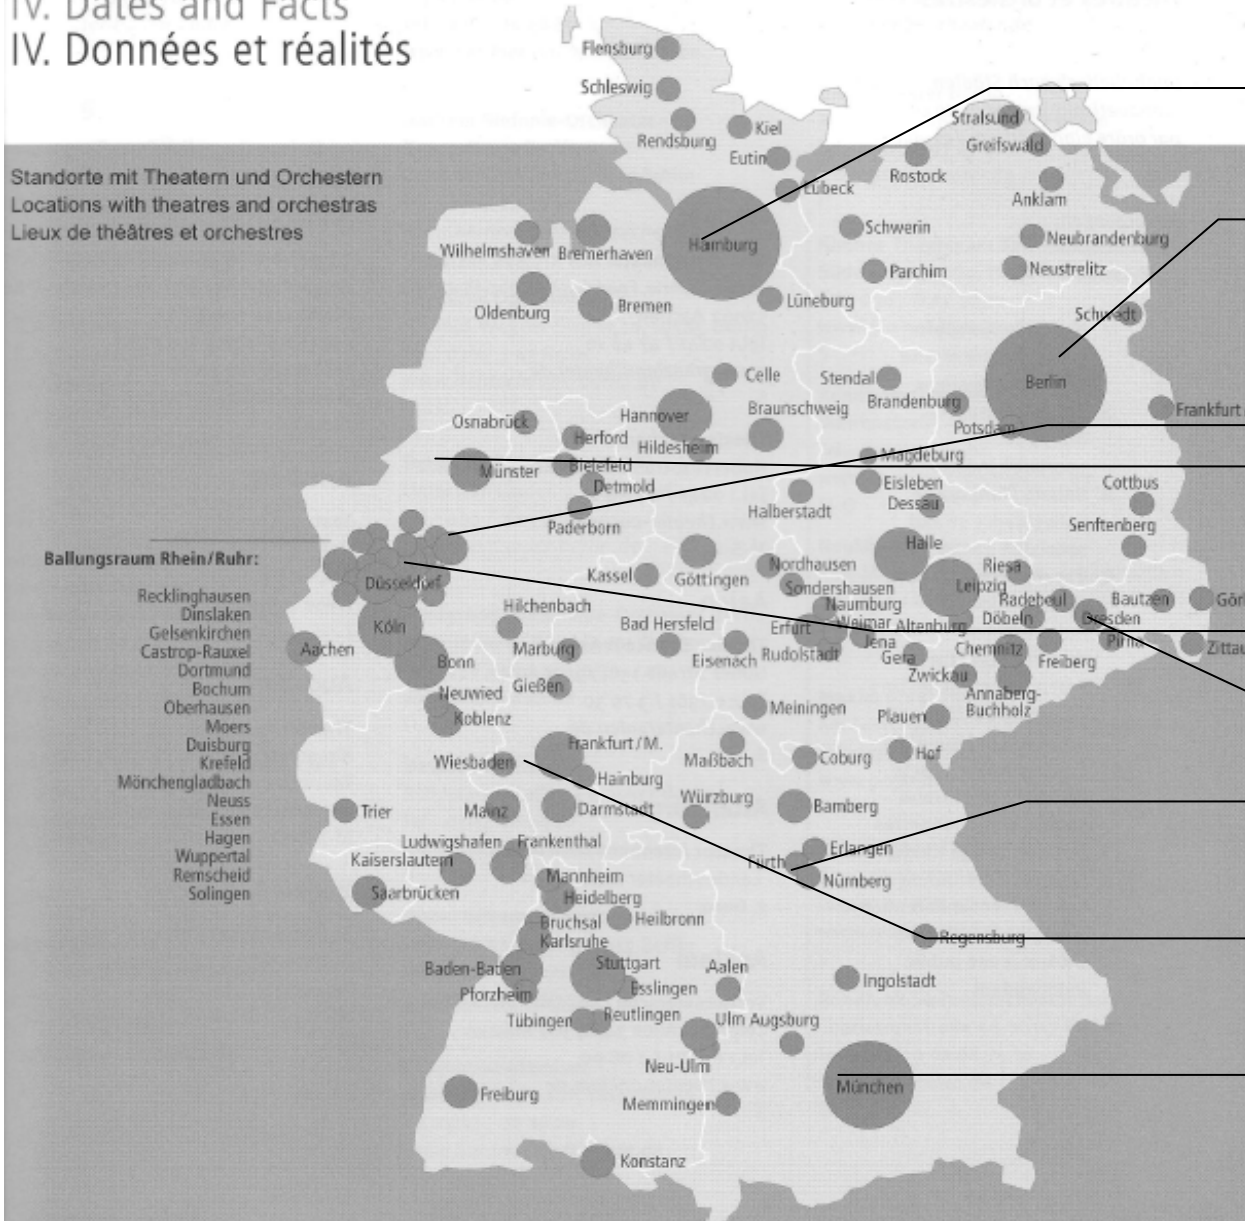 IV. Dates and Facts
IV. Données et réalités
Standorte mit Theatern und Orchestern
Locations with theatres and orchestras
Lieux de théâtres et orchestres
Flensburg
Schleswig
Rendsburg
Kiel
Eutin
Lübeck
Stralsund
Greifswald
Rostock
Anklam
Wilhelmshaven
Bremerhaven
Hamburg
Schwerin
Neubrandenburg
Parchim
Neustrelitz
Oldenburg
Bremen
Lüneburg
Schwedt
Celle
Stendal
Berlin
Brandenburg
Frankfurt
Osnabrück
Hannover
Braunschweig
Potsdam
Herford
Hildesheim
Magdeburg
Münster
Bielefeld
Detmold
Eisleben
Cottbus
Halberstadt
Dessau
Paderborn
Senftenberg
Halle
Ballungsraum Rhein/Ruhr:
Recklinghausen
Dinslaken
Gelsenkirchen
Castrop-Rauxel
Dortmund
Bochum
Oberhausen
Moers
Duisburg
Krefeld
Mönchengladbach
Neuss
Essen
Hagen
Wuppertal
Remscheid
Solingen
Düsseldorf
Kassel
Göttingen
Nordhausen
Sondershausen
Leipzig
Riesa
Hilchenbach
Naumburg
Radebeul
Bautzen
Görl
Köln
Bad Hersfeld
Erfurt
Weimar
Altenburg
Döbeln
Dresden
Aachen
Marburg
Eisenach
Rudolstadt
Jena
Gera
Chemnitz
Freiberg
Pirna
Zittau
Bonn
Neuwied
Gießen
Zwickau
Annaberg-
Buchholz
Koblenz
Meiningen
Plauen
Frankfurt/M.
Wiesbaden
Maßbach
Coburg
Hof
Hainburg
Trier
Mainz
Darmstadt
Würzburg
Bamberg
Ludwigshafen
Frankenthal
Kaiserslautern
Fürth
Erlangen
Saarbrücken
Mannheim
Nürnberg
Heidelberg
Bruchsal
Heilbronn
Karlsruhe
Regensburg
Baden-Baden
Stuttgart
Aalen
Pforzheim
Esslingen
Ingolstadt
Tübingen
Reutlingen
Ulm
Augsburg
Neu-Ulm
München
Freiburg
Memmingen
Konstanz